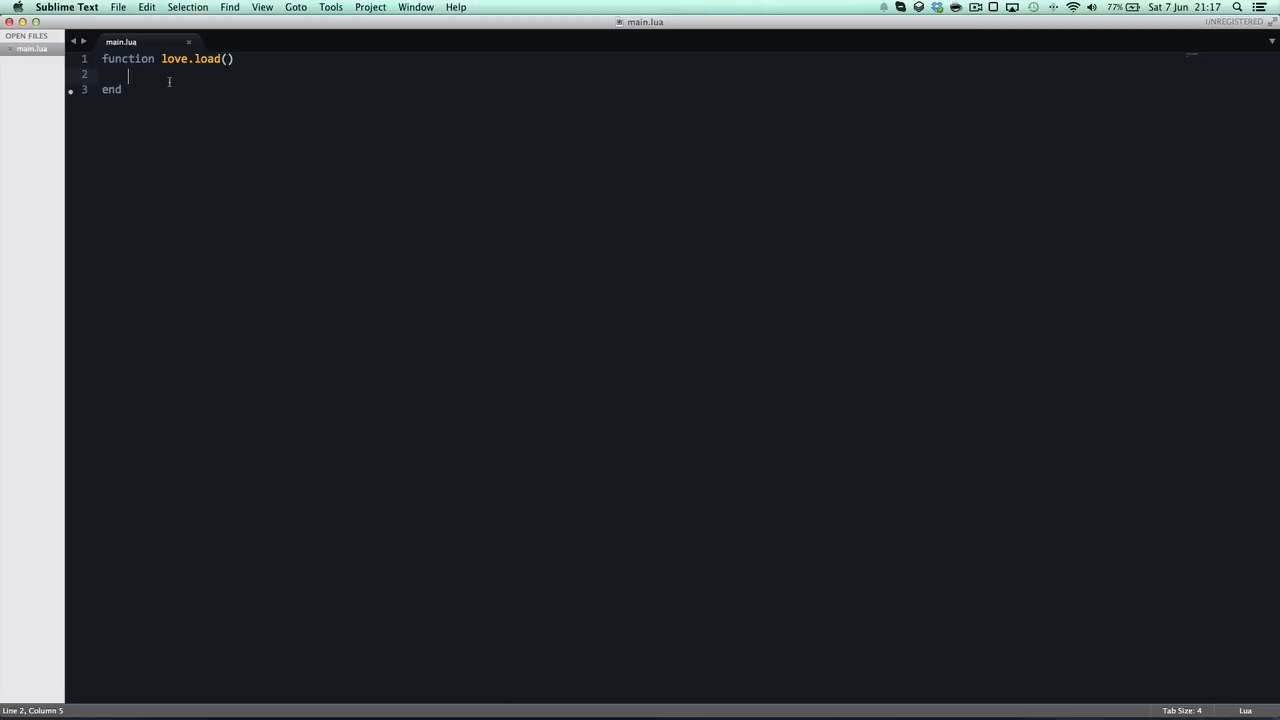 Sublime Text File Edit Selection Find View Goto Tools Project Window Help 77% Sat 7 Jun 21:17
main.lua UNREGISTERED
OPEN FILES
main.lua
main.lua
1 function love.load()
2
3 end
Line 2, Column 5 Tab Size: 4 Lua